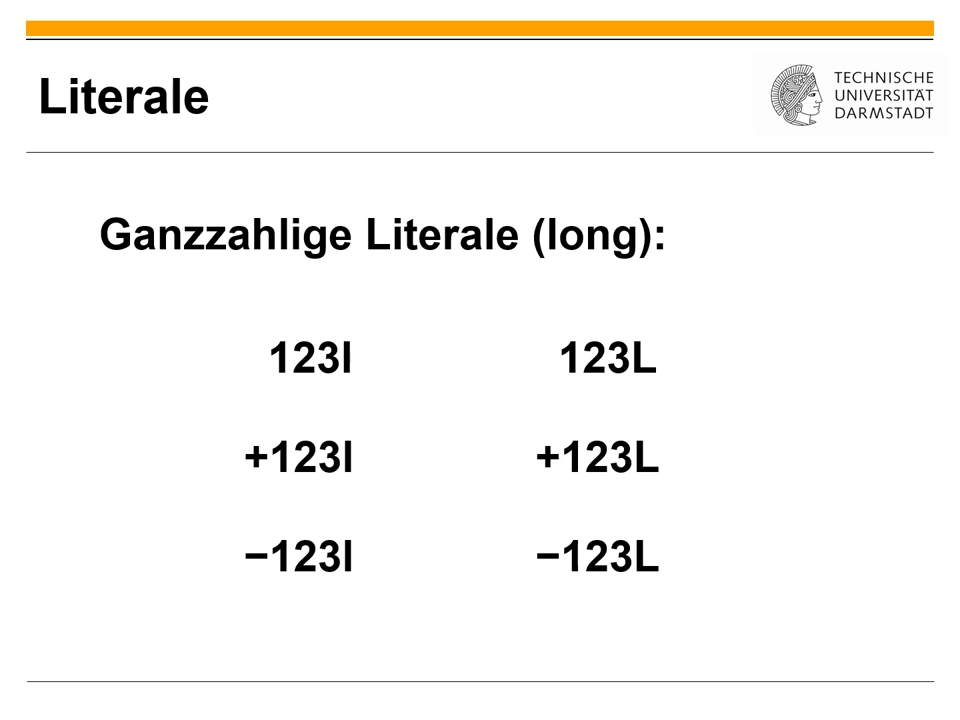 Literale
TECHNISCHE
UNIVERSITÄT
DARMSTADT
Ganzzahlige Literale (long):
123l 123L
+123l +123L
−123l −123L